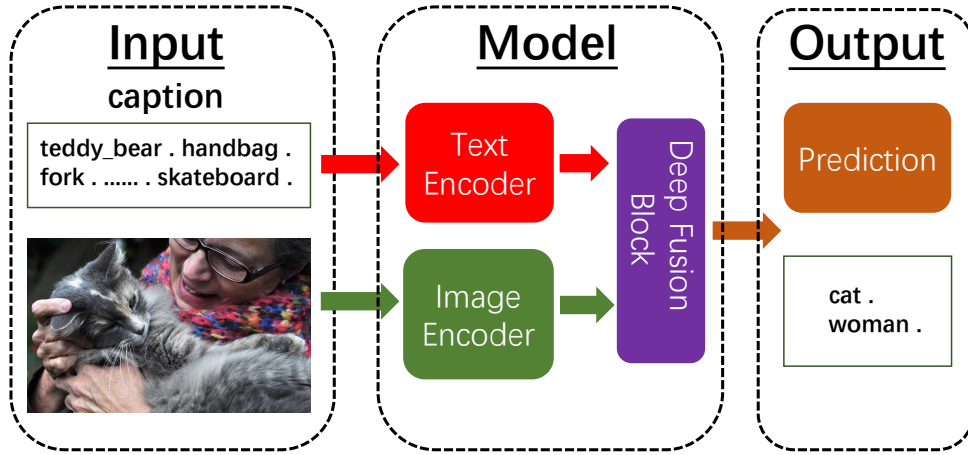 Input
caption
teddy_bear . handbag .
fork . ...... . skateboard .
Model
Text
Encoder
Image
Encoder
Deep Fusion
Block
Output
Prediction
cat .
woman .